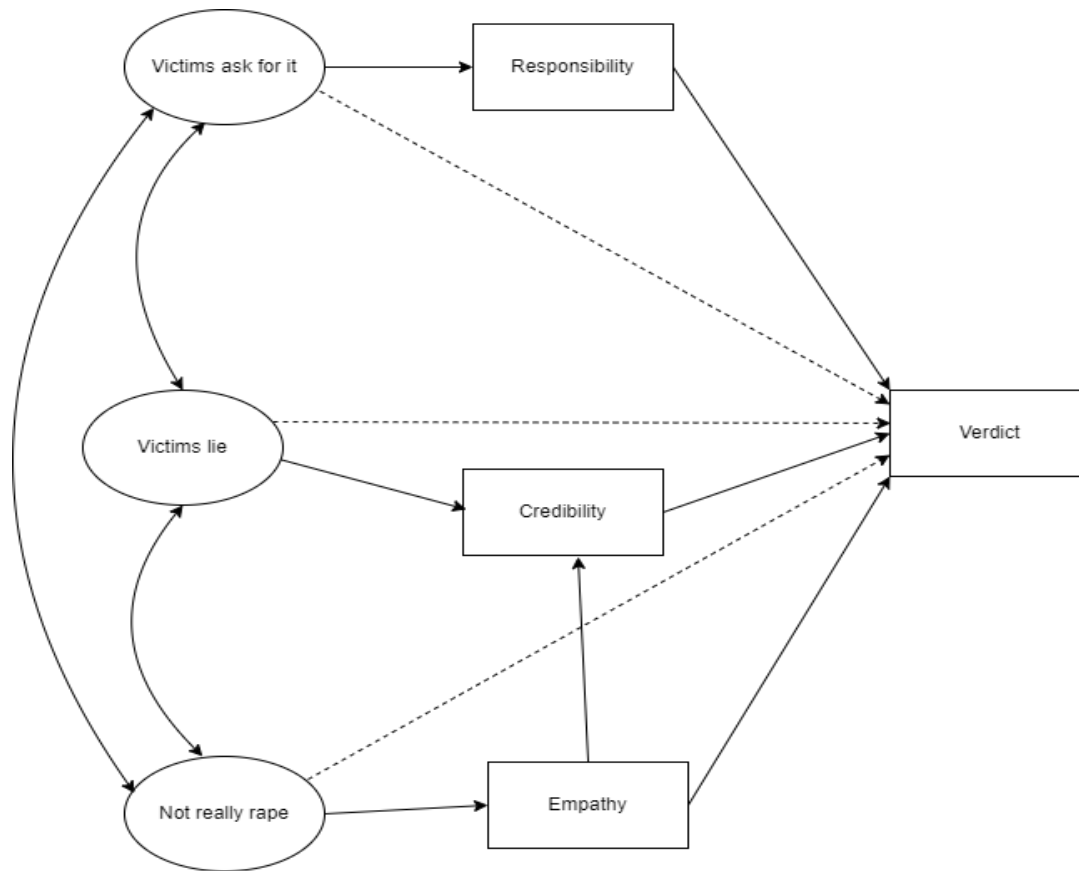 Victims ask for it
Responsibility
Victims lie
Verdict
Credibility
Not really rape
Empathy